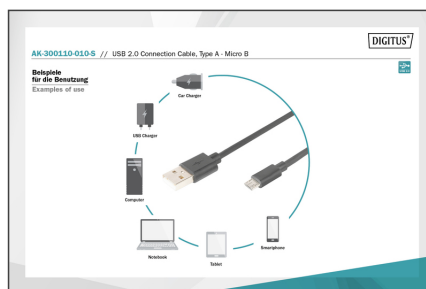 DIGITUS®
AK-300110-010-S // USB 2.0 Connection Cable, Type A - Micro B
Beispiele
für die Benutzung
Examples of use
Car Charger
USB Charger
Computer
Notebook
Tablet
Smartphone